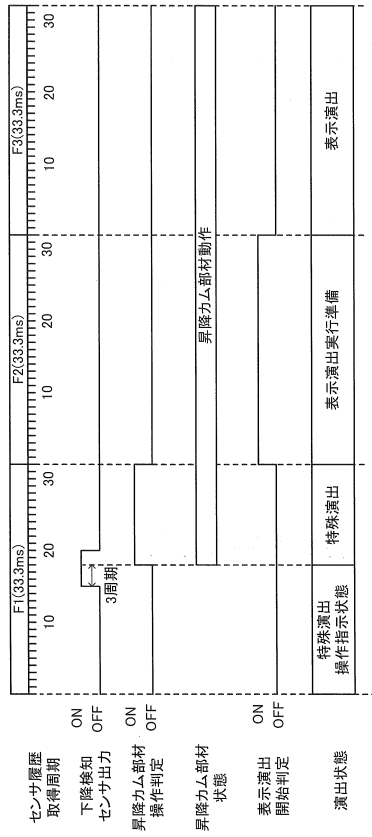 F1(33.3ms)
F2(33.3ms)
F3(33.3ms)
センサ履歴
取得周期
10
20
30
10
20
30
10
20
30
下降検知
センサ出力
ON
OFF
3周期
昇降カム部材
操作判定
ON
OFF
昇降カム部材
状態
昇降カム部材動作
表示演出
開始判定
ON
OFF
演出状態
特殊演出
操作指示状態
特殊演出
表示演出実行準備
表示演出